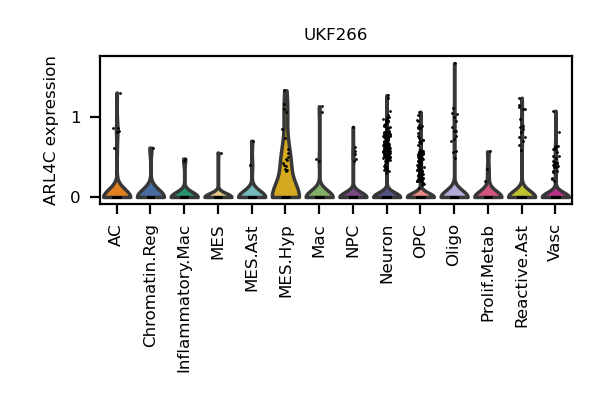 UKF266
ARL4C expression
1
0
AC
Chromatin.Reg
Inflammatory.Mac
MES
MES.Ast
MES.Hyp
Mac
NPC
Neuron
OPC
Oligo
Prolif.Metab
Reactive.Ast
Vasc